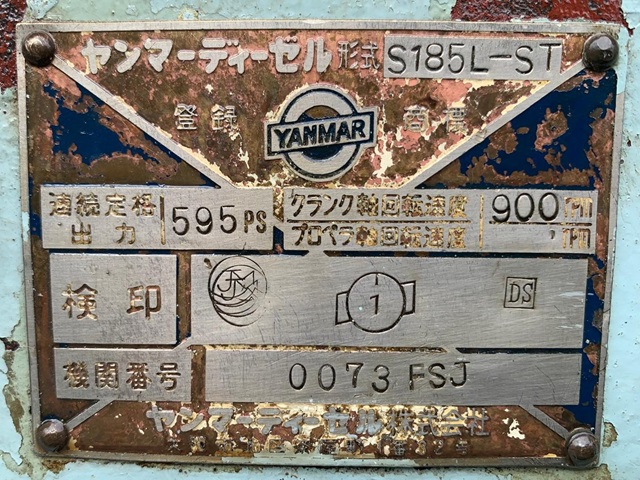 ヤンマーディーゼル 形式 S185L-ST
登録 YANMAR 商標
連続定格出力 595PS クランク軸回転速度 900rpm
プロペラ軸回転速度 rpm
検印 JG 1 DS
機関番号 0073 FSJ
ヤンマーディーゼル株式会社